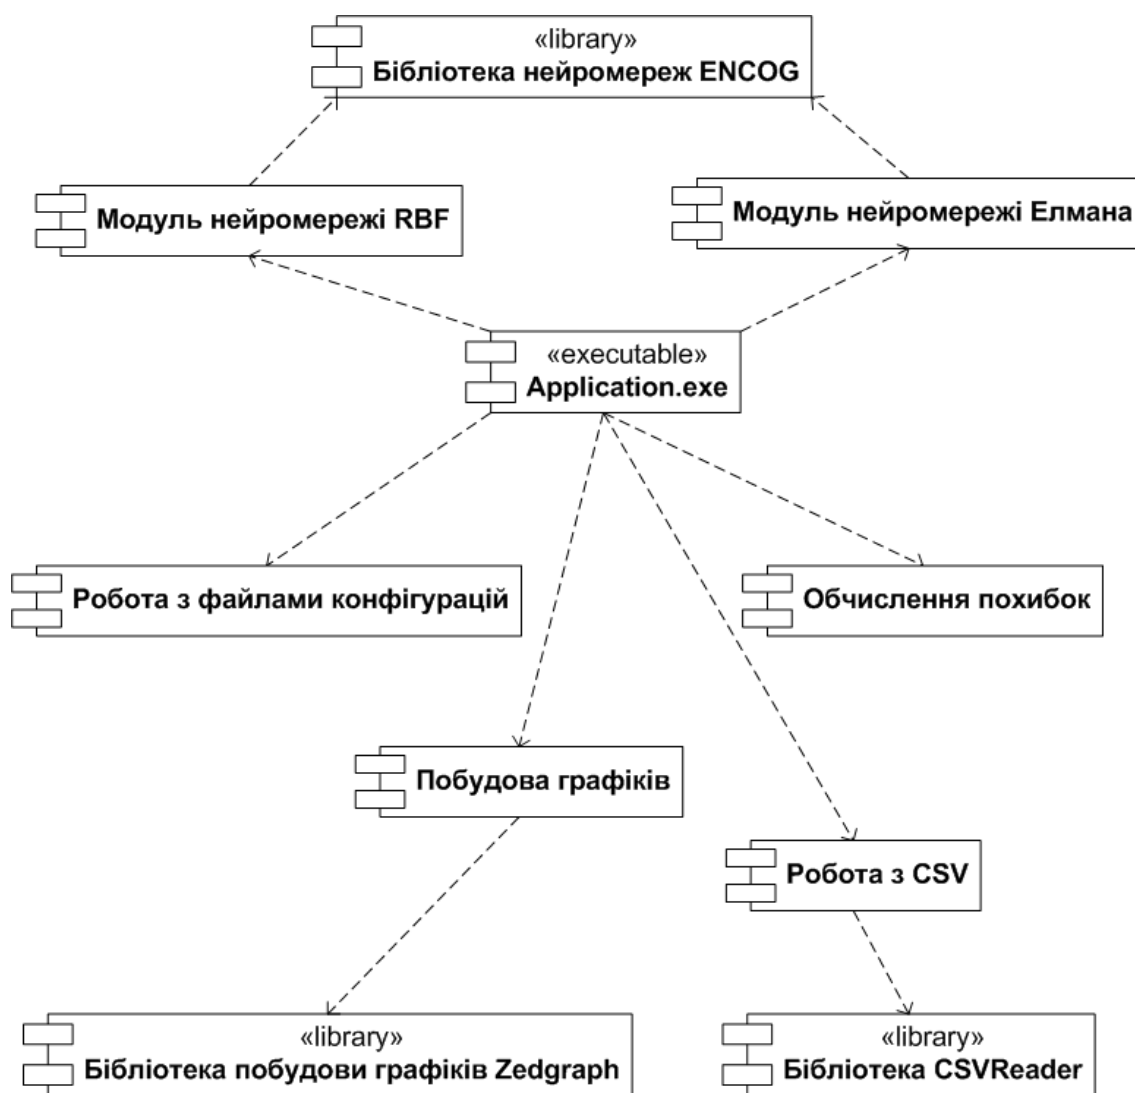 «library»
Бібліотека нейромереж ENCOG
Модуль нейромережі RBF
Модуль нейромережі Елмана
«executable»
Application.exe
Робота з файлами конфігурацій
Обчислення похибок
Побудова графіків
Робота з CSV
«library»
Бібліотека побудови графіків Zedgraph
«library»
Бібліотека CSVReader